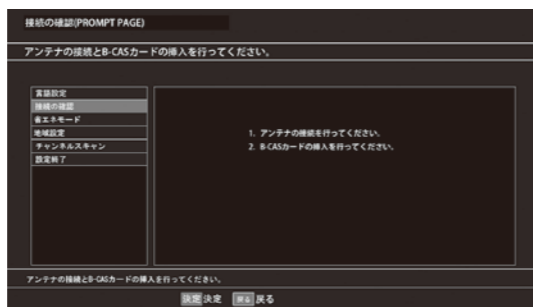 接続の確認(PROMPT PAGE)
アンテナの接続とB-CASカードの挿入を行ってください。
言語設定
接続の確認
省エネモード
地域設定
チャンネルスキャン
設定終了
1. アンテナの接続を行ってください。
2. B-CASカードの挿入を行ってください。
アンテナの接続とB-CASカードの挿入を行ってください。
決定 決定 戻る 戻る